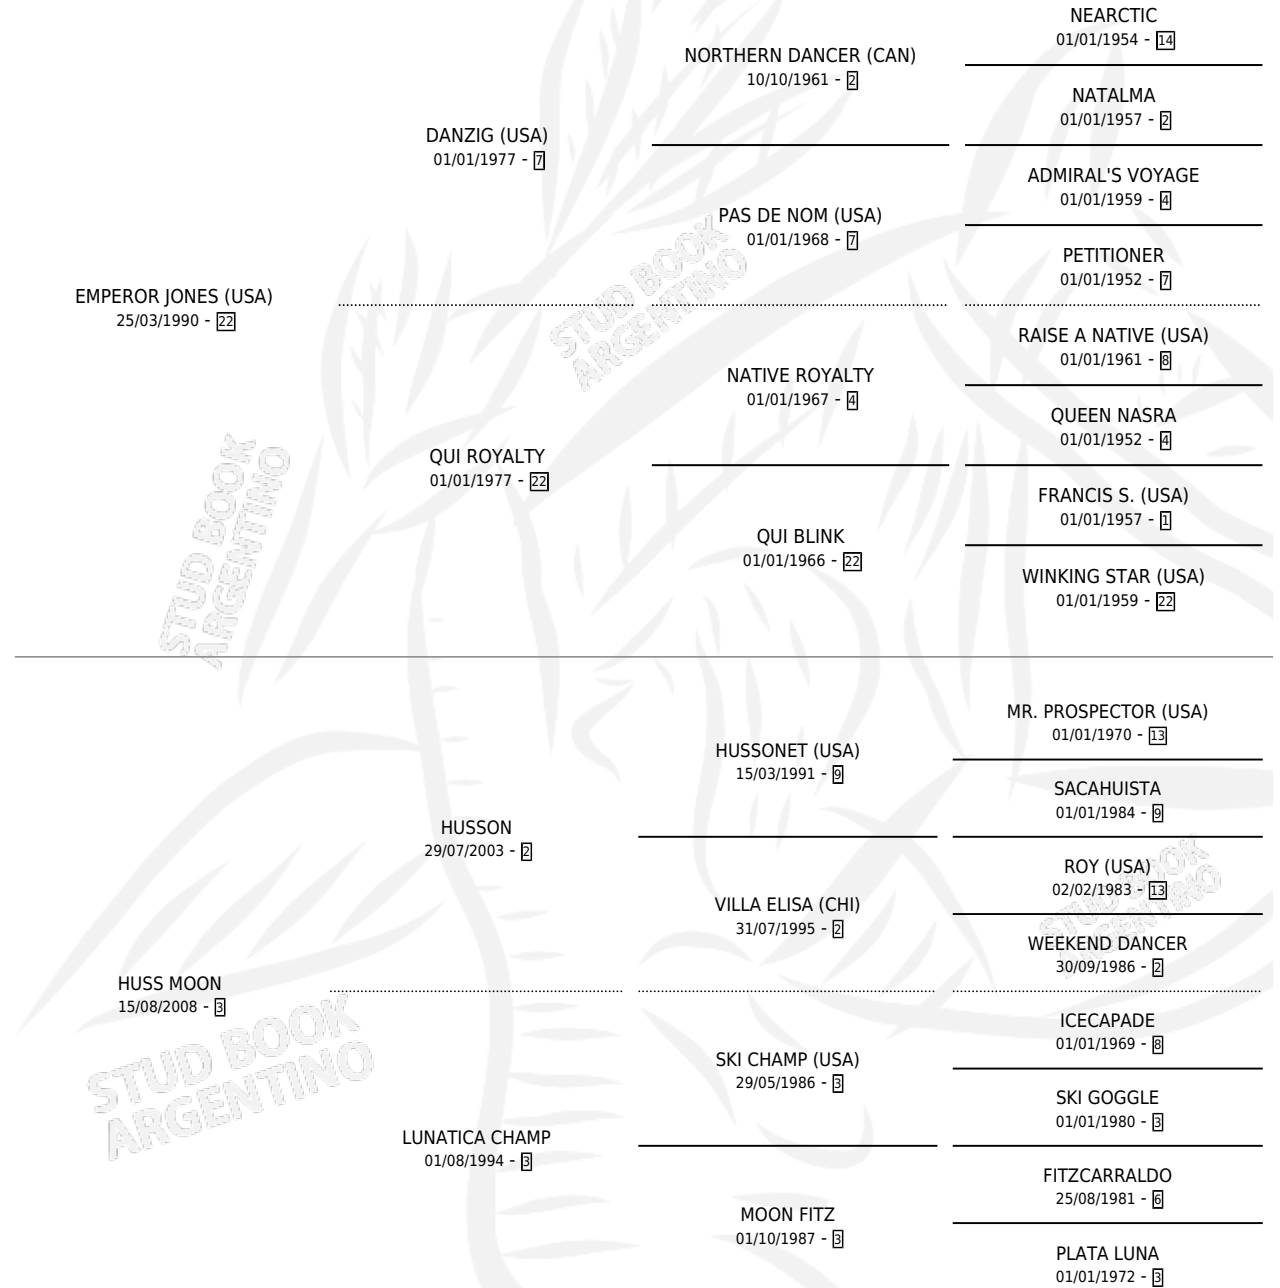 NEARCTIC
01/01/1954 - 14
NORTHERN DANCER (CAN)
10/10/1961 - 2
NATALMA
01/01/1957 - 2
DANZIG (USA)
01/01/1977 - 7
ADMIRAL'S VOYAGE
01/01/1959 - 4
PAS DE NOM (USA)
01/01/1968 - 7
PETITIONER
01/01/1952 - 7
EMPEROR JONES (USA)
25/03/1990 - 22
STUD BOOK
ARGENTINO
RAISE A NATIVE (USA)
01/01/1961 - 8
NATIVE ROYALTY
01/01/1967 - 4
QUEEN NASRA
01/01/1952 - 4
QUI ROYALTY
01/01/1977 - 22
FRANCIS S. (USA)
01/01/1957 - 1
QUI BLINK
01/01/1966 - 22
WINKING STAR (USA)
01/01/1959 - 22
STUD BOOK
ARGENTINO
MR. PROSPECTOR (USA)
01/01/1970 - 13
HUSSONET (USA)
15/03/1991 - 9
SACAHUISTA
01/01/1984 - 9
HUSSON
29/07/2003 - 2
ROY (USA)
02/02/1983 - 13
VILLA ELISA (CHI)
31/07/1995 - 2
WEEKEND DANCER
30/09/1986 - 2
STUD BOOK
ARGENTINO
HUSS MOON
15/08/2008 - 3
ICECAPADE
01/01/1969 - 8
SKI CHAMP (USA)
29/05/1986 - 3
SKI GOGGLE
01/01/1980 - 3
STUD BOOK
ARGENTINO
LUNATICA CHAMP
01/08/1994 - 3
FITZCARRALDO
25/08/1981 - 6
MOON FITZ
01/10/1987 - 3
PLATA LUNA
01/01/1972 - 3